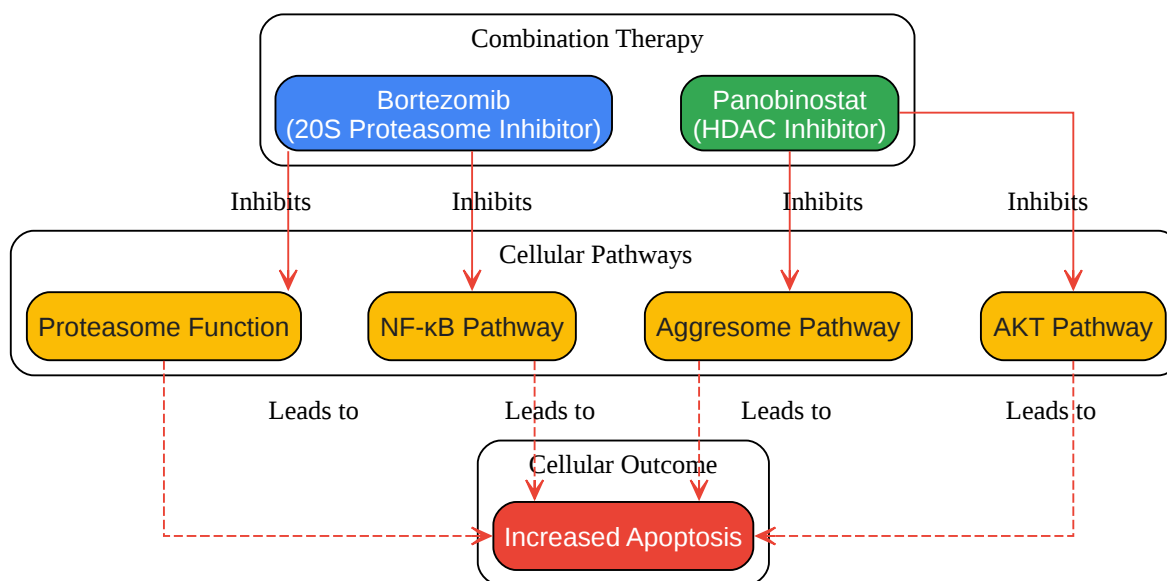 Combination Therapy
Bortezomib
(20S Proteasome Inhibitor)
Panobinostat
(HDAC Inhibitor)
Inhibits
Inhibits
Inhibits
Inhibits
Cellular Pathways
Proteasome Function
NF-κB Pathway
Aggresome Pathway
AKT Pathway
Leads to
Leads to
Leads to
Leads to
Cellular Outcome
Increased Apoptosis